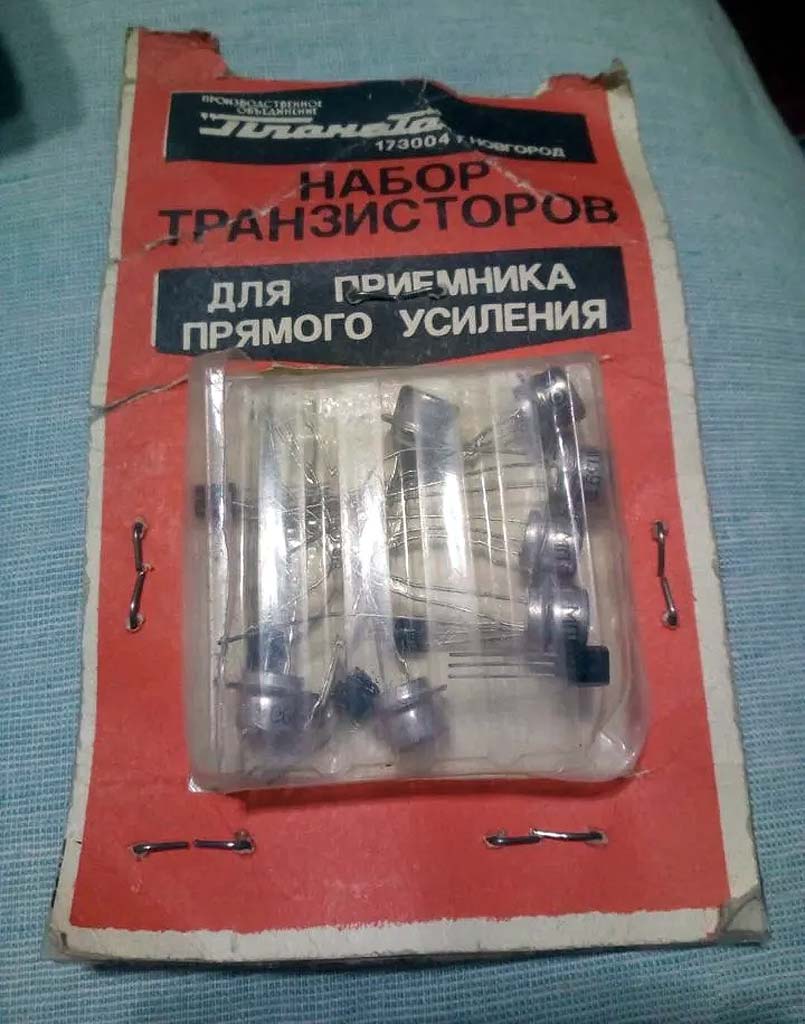 ПРОИЗВОДСТВЕННОЕ
ОБЪЕДИНЕНИЕ
"Планета
173004 г. НОВГОРОД
НАБОР
ТРАНЗИСТОРОВ
ДЛЯ ПРИЕМНИКА
ПРЯМОГО УСИЛЕНИЯ